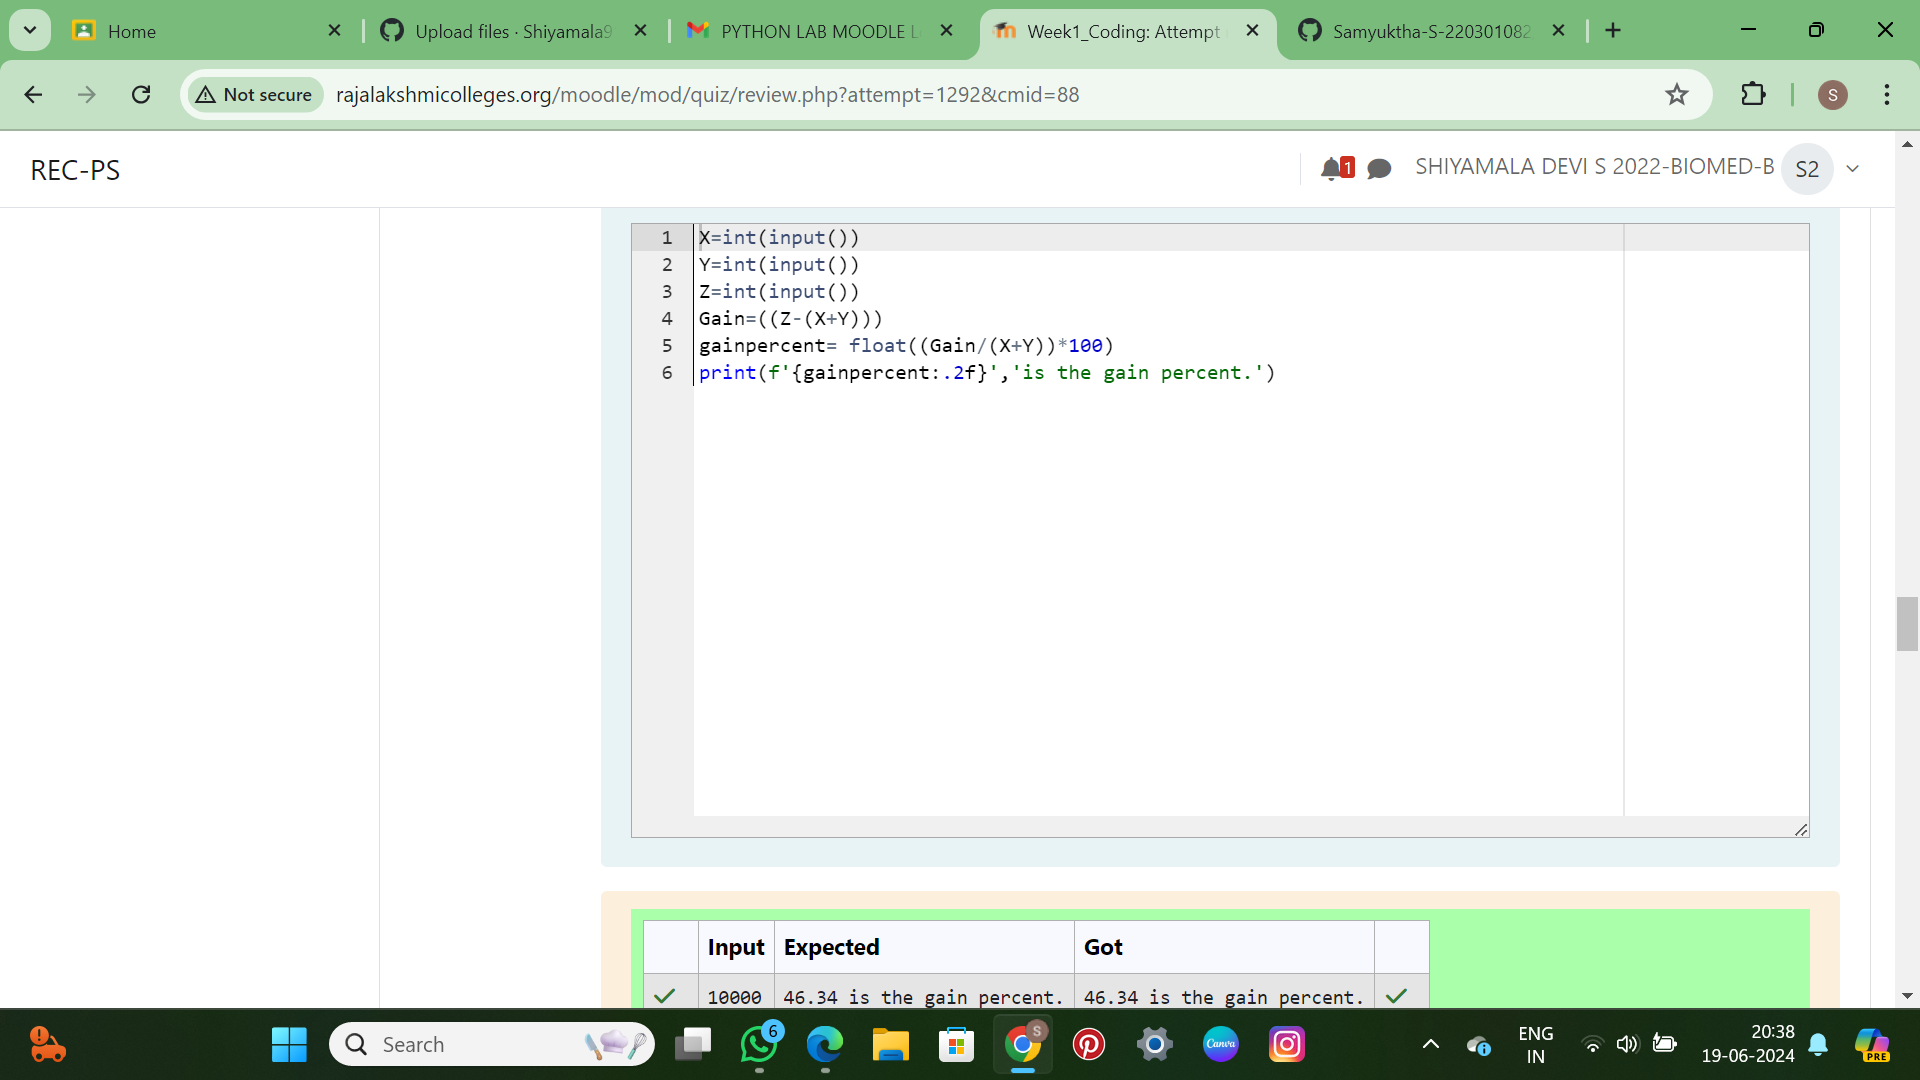 Home
Upload files · Shiyamala9
PYTHON LAB MOODLE L
Week1_Coding: Attempt
Samyuktha-S-220301082
Not secure
rajalakshmicolleges.org/moodle/mod/quiz/review.php?attempt=1292&cmid=88
S
REC-PS
1
SHIYAMALA DEVI S 2022-BIOMED-B
S2
1 X=int(input())
2 Y=int(input())
3 Z=int(input())
4 Gain=((Z-(X+Y)))
5 gainpercent= float((Gain/(X+Y))*100)
6 print(f'{gainpercent:.2f}','is the gain percent.')
Input Expected Got
10000 46.34 is the gain percent. 46.34 is the gain percent.
Search
6
S
Canva
ENG
IN
20:38
19-06-2024
PRE